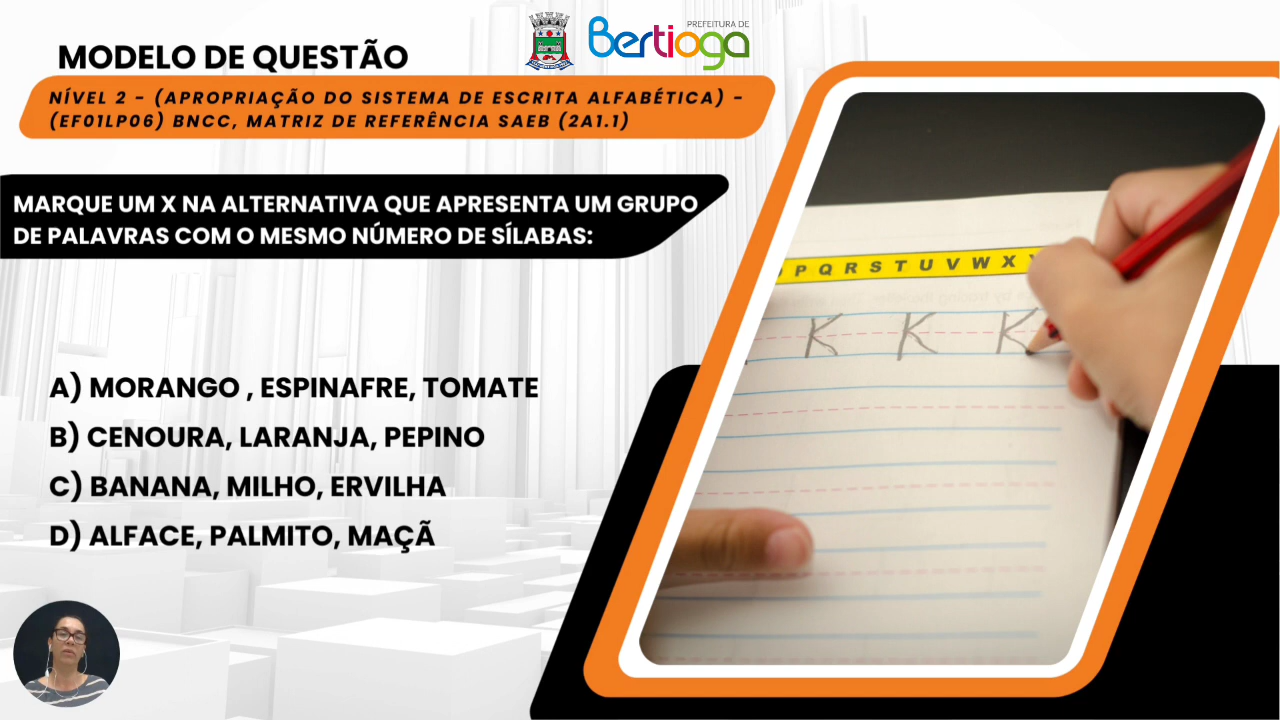 PREFEITURA DE
Bertioga
MODELO DE QUESTÃO
NÍVEL 2 - (APROPRIAÇÃO DO SISTEMA DE ESCRITA ALFABÉTICA) -
(EF01LP06) BNCC, MATRIZ DE REFERÊNCIA SAEB (2A1.1)
MARQUE UM X NA ALTERNATIVA QUE APRESENTA UM GRUPO
DE PALAVRAS COM O MESMO NÚMERO DE SÍLABAS:
P Q R S T U V W X
K K K
A) MORANGO , ESPINAFRE, TOMATE
B) CENOURA, LARANJA, PEPINO
C) BANANA, MILHO, ERVILHA
D) ALFACE, PALMITO, MAÇÃ